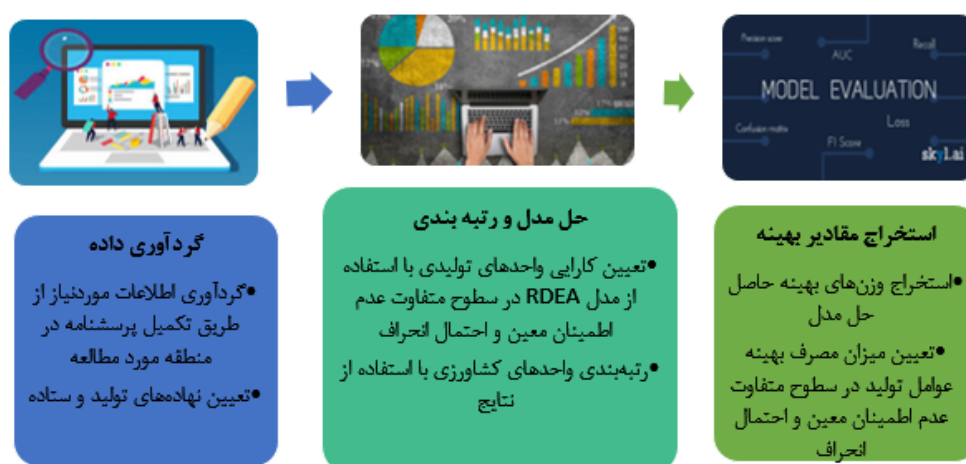 Precision score
AUC
Recall
MODEL EVALUATION
Confusion matrix
F1 Score
Loss
skyl.ai
گردآوری داده
•گردآوری اطلاعات موردنیاز از
طریق تکمیل پرسشنامه در
منطقه مورد مطالعه
•تعیین نهاده‌های تولید و ستاده
حل مدل و رتبه بندی
•تعیین کارایی واحدهای تولیدی با استفاده
از مدل RDEA در سطوح متفاوت عدم
اطمینان معین و احتمال انحراف
•رتبه‌بندی واحدهای کشاورزی با استفاده از
نتایج
استخراج مقادیر بهینه
•استخراج وزن‌های بهینه حاصل
حل مدل
•تعیین میزان مصرف بهینه
عوامل تولید در سطوح متفاوت
عدم اطمینان معین و احتمال
انحراف